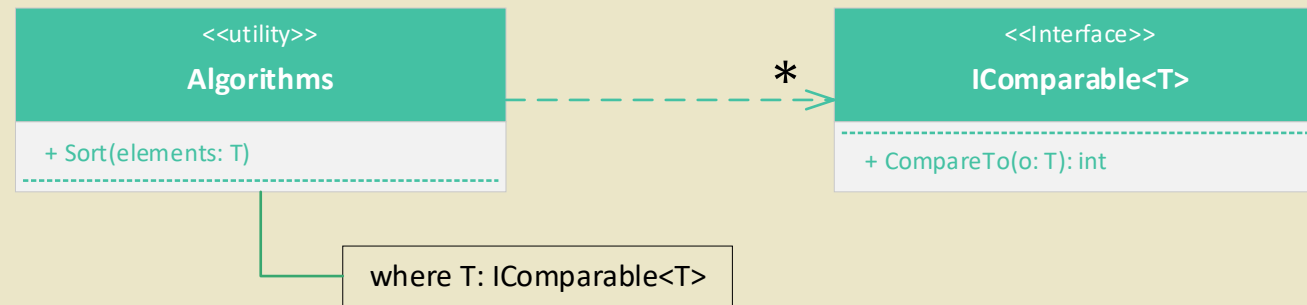 <<utility>>
Algorithms
+ Sort(elements: T)
*
<<Interface>>
IComparable<T>
+ CompareTo(o: T): int
where T: IComparable<T>